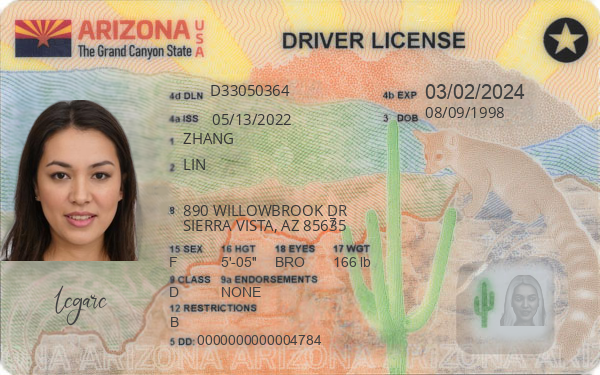 ARIZONA USA
The Grand Canyon State
DRIVER LICENSE
4d DLN D33050364
4b EXP 03/02/2024
4a ISS 05/13/2022
3 DOB 08/09/1998
1 ZHANG
2 LIN
8 890 WILLOWBROOK DR
SIERRA VISTA, AZ 85635
15 SEX 16 HGT 18 EYES 17 WGT
F 5'-05" BRO 166 lb
9 CLASS 9a ENDORSEMENTS
D NONE
12 RESTRICTIONS
B
Legare
5 DD: 0000000000004784
ARIZONA ARIZONA ARIZONA ARIZONA